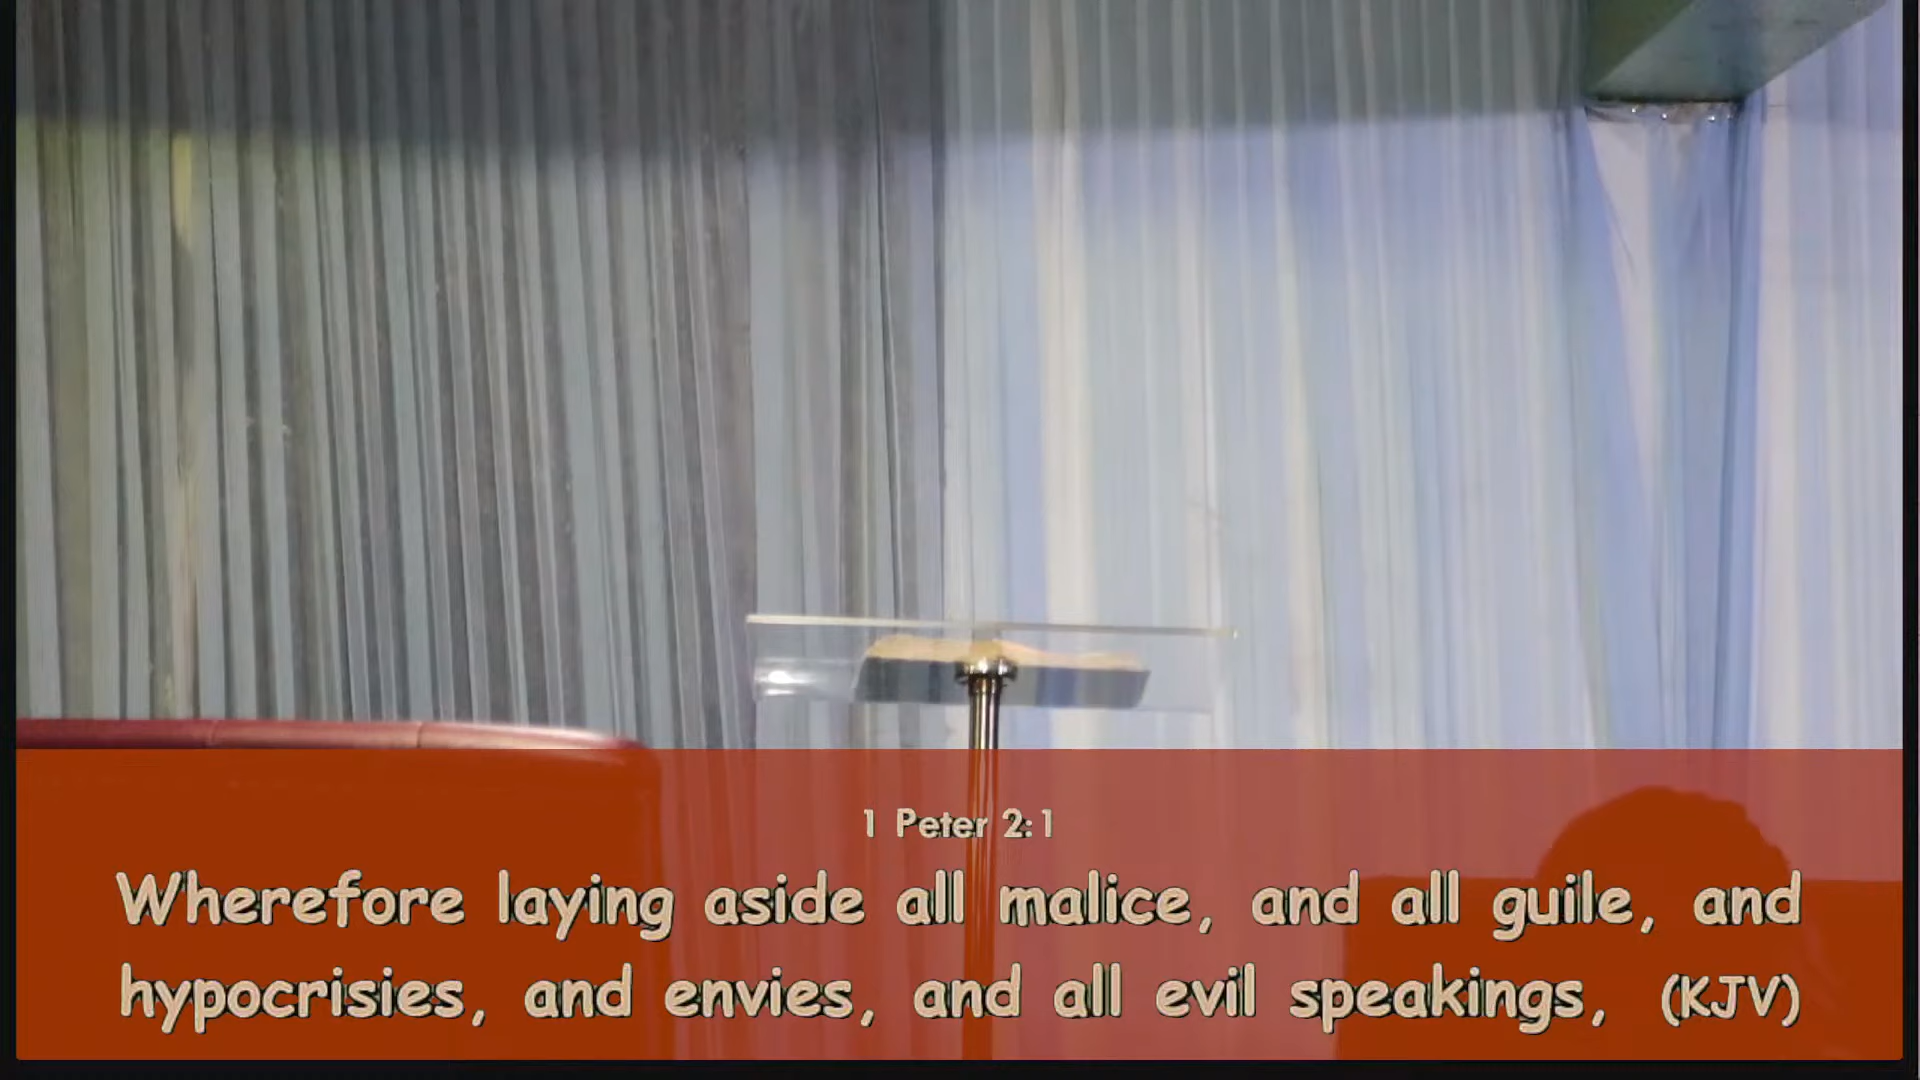 1 Peter 2:1
Wherefore laying aside all malice, and all guile, and
hypocrisies, and envies, and all evil speakings, (KJV)